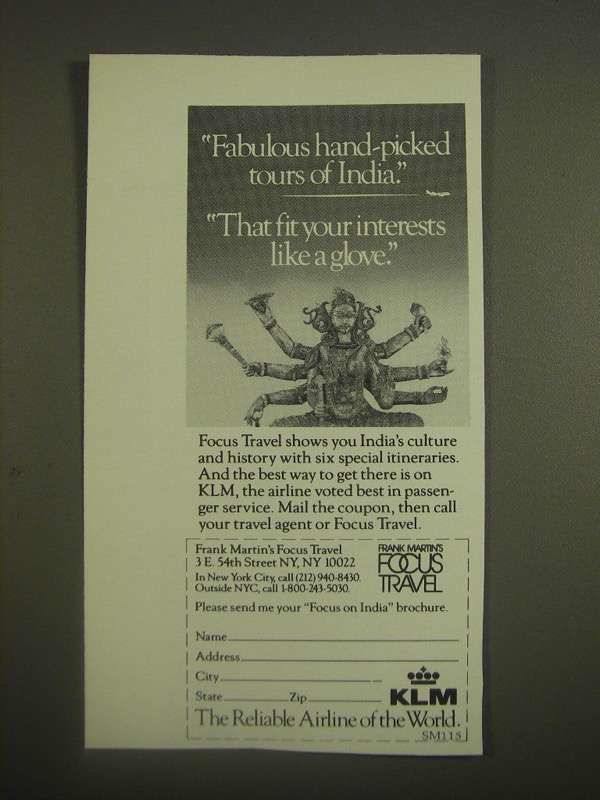 “Fabulous hand-picked
tours of India.”
“That fit your interests
like a glove.”
Focus Travel shows you India's culture
and history with six special itineraries.
And the best way to get there is on
KLM, the airline voted best in passen-
ger service. Mail the coupon, then call
your travel agent or Focus Travel.
Frank Martin's Focus Travel
3 E. 54th Street NY, NY 10022
In New York City, call (212) 940-8430.
Outside NYC, call 1-800-243-5030.
FRANK MARTIN'S
FOCUS
TRAVEL
Please send me your “Focus on India” brochure.
Name
Address
City
State Zip
KLM
The Reliable Airline of the World.
SM115